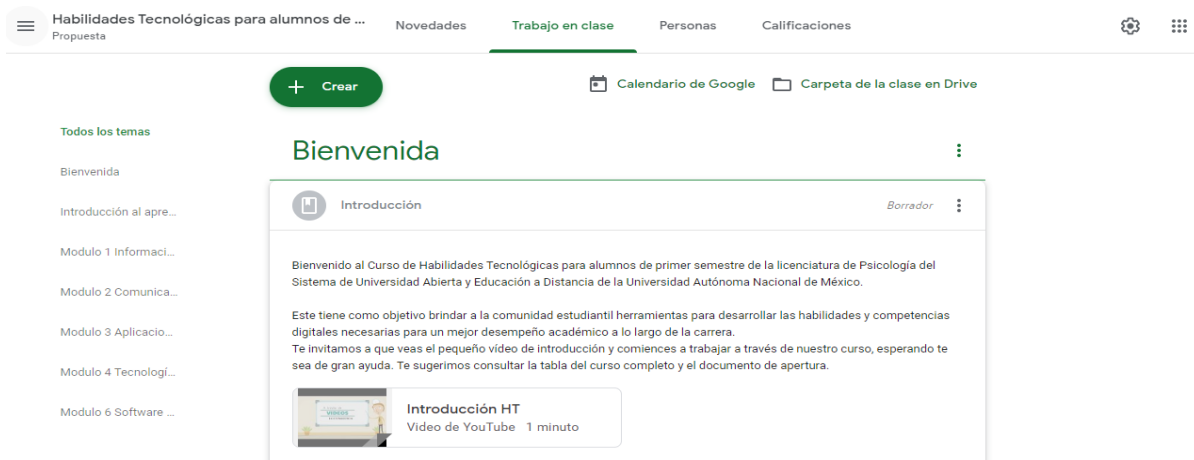 Habilidades Tecnológicas para alumnos de ...
Propuesta
Novedades
Trabajo en clase
Personas
Calificaciones
Crear
Calendario de Google
Carpeta de la clase en Drive
Todos los temas
Bienvenida
Introducción al apre...
Modulo 1 Informaci...
Modulo 2 Comunica...
Modulo 3 Aplicacio...
Modulo 4 Tecnologí...
Modulo 6 Software ...
Bienvenida
Introducción
Borrador
Bienvenido al Curso de Habilidades Tecnológicas para alumnos de primer semestre de la licenciatura de Psicología del
Sistema de Universidad Abierta y Educación a Distancia de la Universidad Autónoma Nacional de México.
Este tiene como objetivo brindar a la comunidad estudiantil herramientas para desarrollar las habilidades y competencias
digitales necesarias para un mejor desempeño académico a lo largo de la carrera.
Te invitamos a que veas el pequeño vídeo de introducción y comiences a trabajar a través de nuestro curso, esperando te
sea de gran ayuda. Te sugerimos consultar la tabla del curso completo y el documento de apertura.
VIDEOS
Introducción HT
Video de YouTube 1 minuto